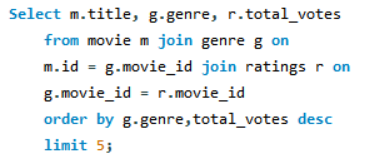 Select m.title, g.genre, r.total_votes
from movie m join genre g on
m.id = g.movie_id join ratings r on
g.movie_id = r.movie_id
order by g.genre,total_votes desc
limit 5;